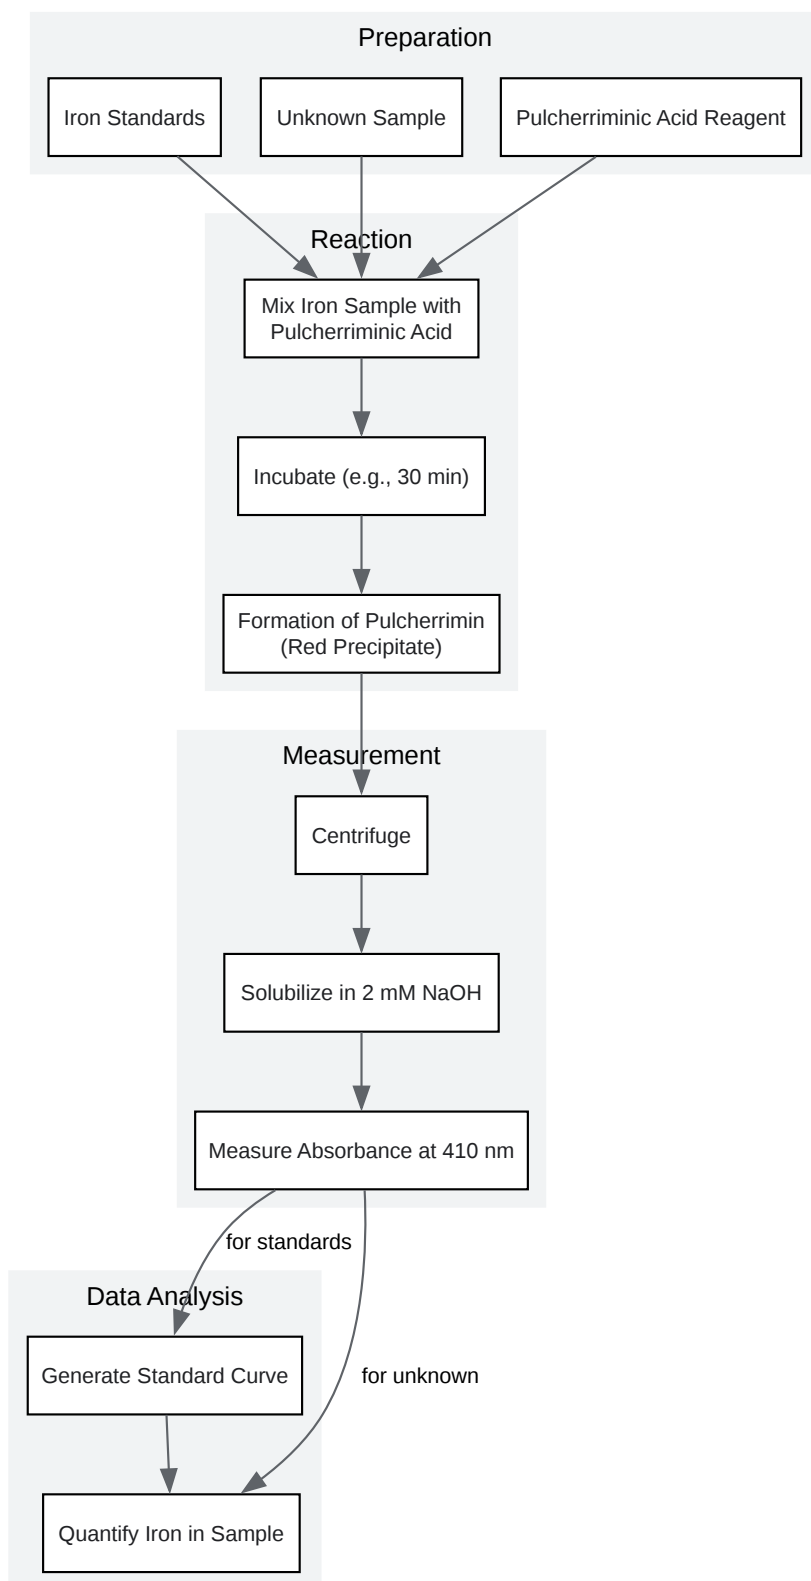 Preparation
Iron Standards
Unknown Sample
Pulcherriminic Acid Reagent
Reaction
Mix Iron Sample with
Pulcherriminic Acid
Incubate (e.g., 30 min)
Formation of Pulcherrimin
(Red Precipitate)
Measurement
Centrifuge
Solubilize in 2 mM NaOH
Measure Absorbance at 410 nm
for standards
Data Analysis
Generate Standard Curve
for unknown
Quantify Iron in Sample